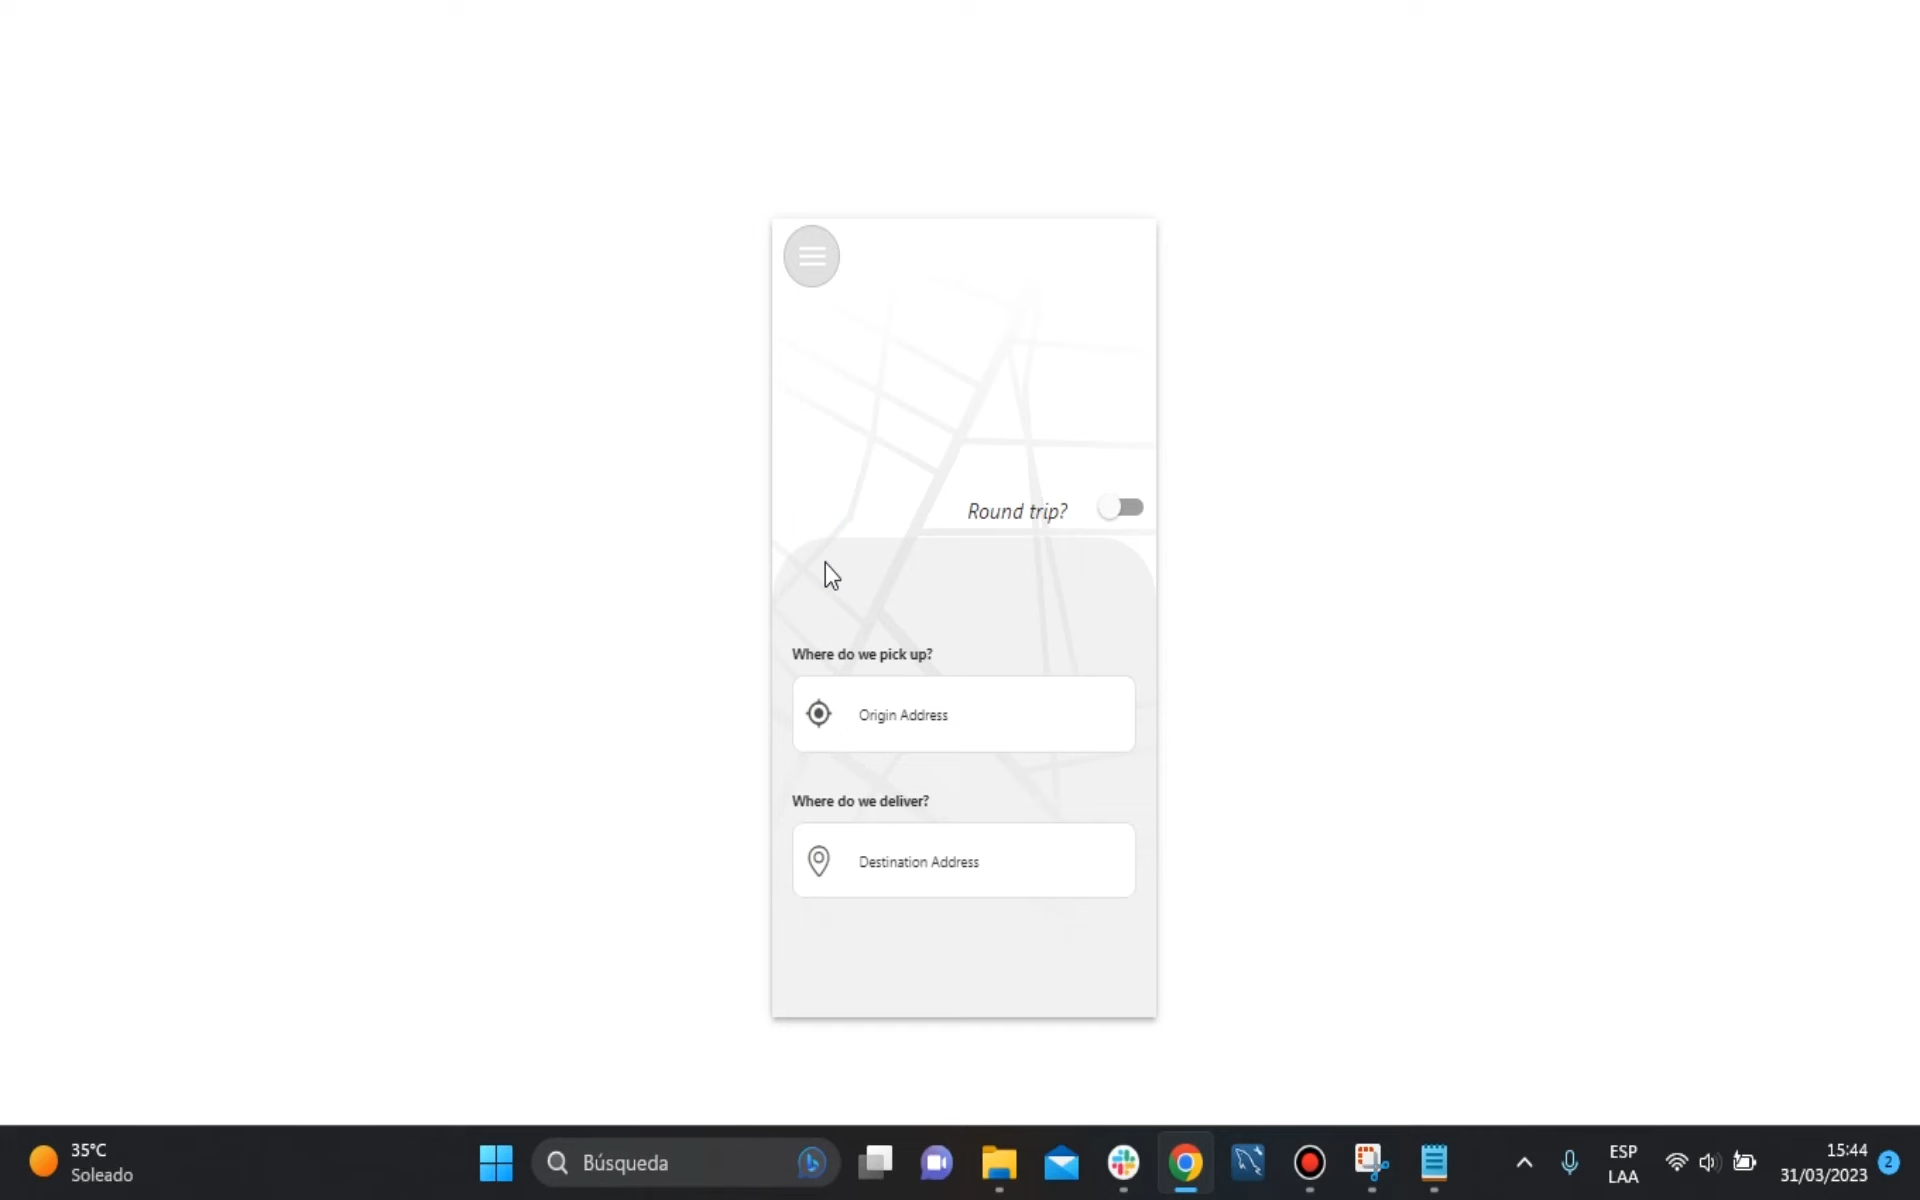 Round trip?
Where do we pick up?
Origin Address
Where do we deliver?
Destination Address
35°C
Soleado
Búsqueda
ESP
LAA
15:44
31/03/2023
2